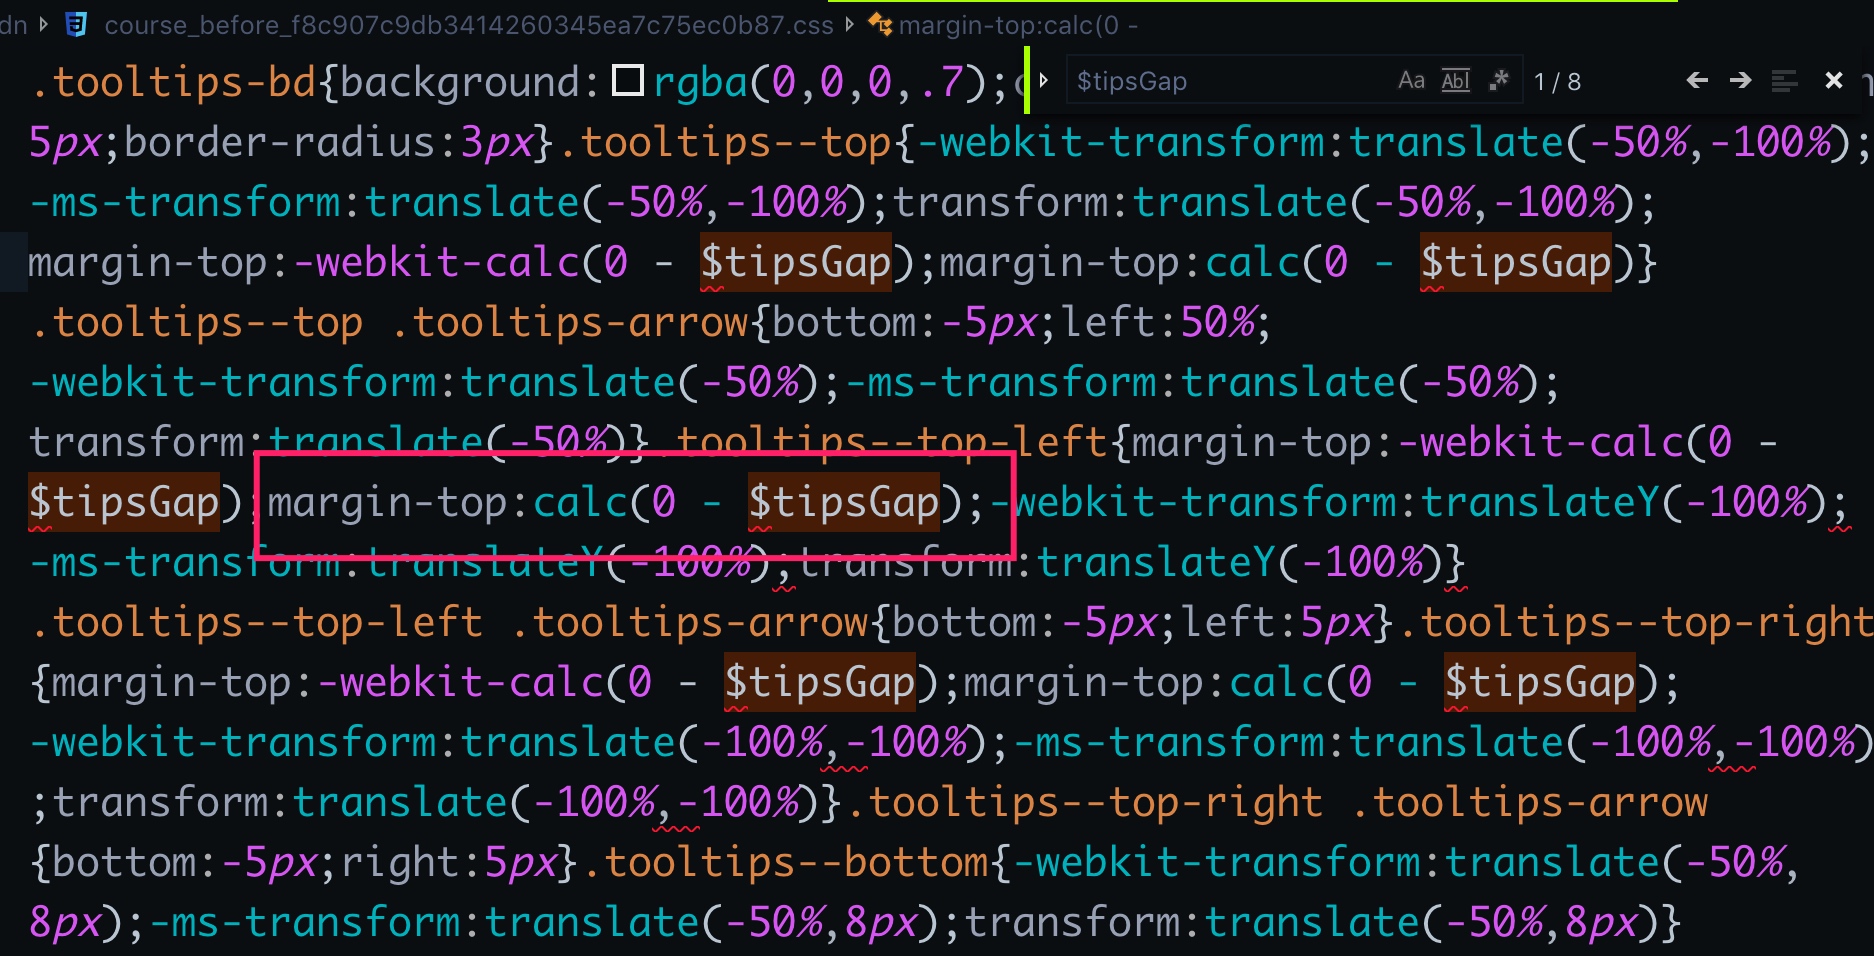 dn course_before_f8c907c9db3414260345ea7c75ec0b87.css margin-top:calc(0 -
$tipsGap Aa Abl .* 1/8
.tooltips-bd{background:rgba(0,0,0,.7);
5px;border-radius:3px}.tooltips--top{-webkit-transform:translate(-50%,-100%);
-ms-transform:translate(-50%,-100%);transform:translate(-50%,-100%);
margin-top:-webkit-calc(0 - $tipsGap);margin-top:calc(0 - $tipsGap)}
.tooltips--top .tooltips-arrow{bottom:-5px;left:50%;
-webkit-transform:translate(-50%);-ms-transform:translate(-50%);
transform:translate(-50%)}.tooltips--top-left{margin-top:-webkit-calc(0 -
$tipsGap);margin-top:calc(0 - $tipsGap);-webkit-transform:translateY(-100%);
-ms-transform:translateY(-100%);transform:translateY(-100%)}
.tooltips--top-left .tooltips-arrow{bottom:-5px;left:5px}.tooltips--top-right
{margin-top:-webkit-calc(0 - $tipsGap);margin-top:calc(0 - $tipsGap);
-webkit-transform:translate(-100%,-100%);-ms-transform:translate(-100%,-100%)
;transform:translate(-100%,-100%)}.tooltips--top-right .tooltips-arrow
{bottom:-5px;right:5px}.tooltips--bottom{-webkit-transform:translate(-50%,
8px);-ms-transform:translate(-50%,8px);transform:translate(-50%,8px)}